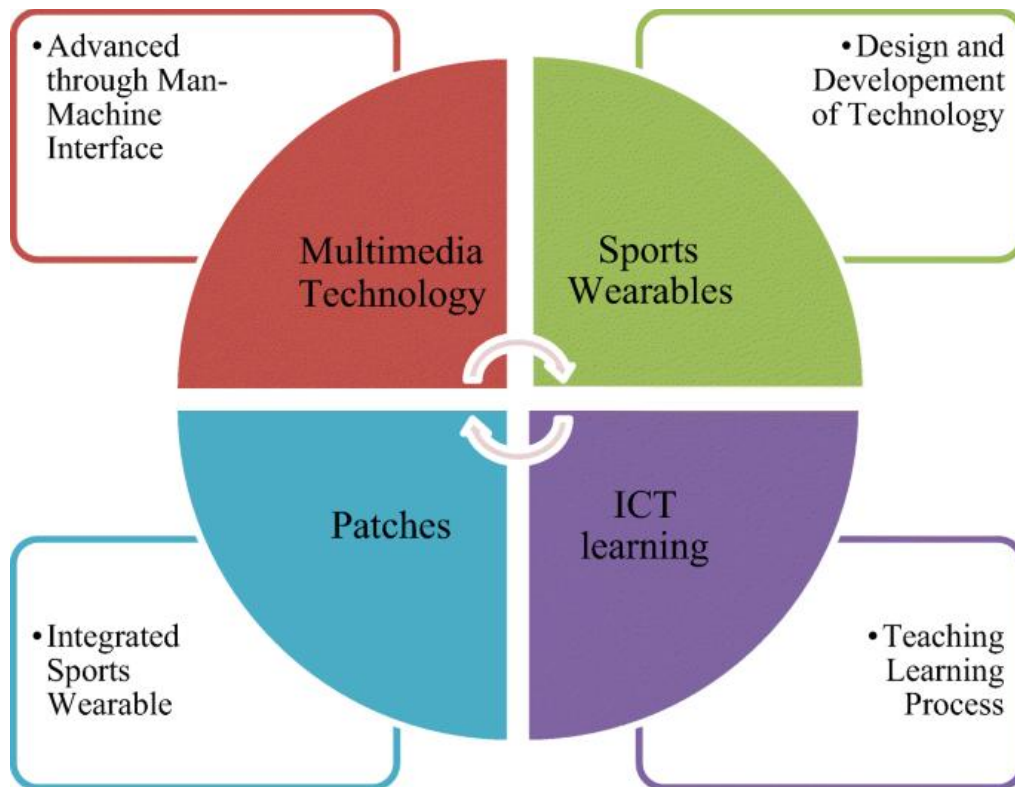 •Advanced
through Man-
Machine
Interface
•Design and
Developement
of Technology
Multimedia
Technology
Sports
Wearables
Patches
ICT
learning
•Integrated
Sports
Wearable
•Teaching
Learning
Process